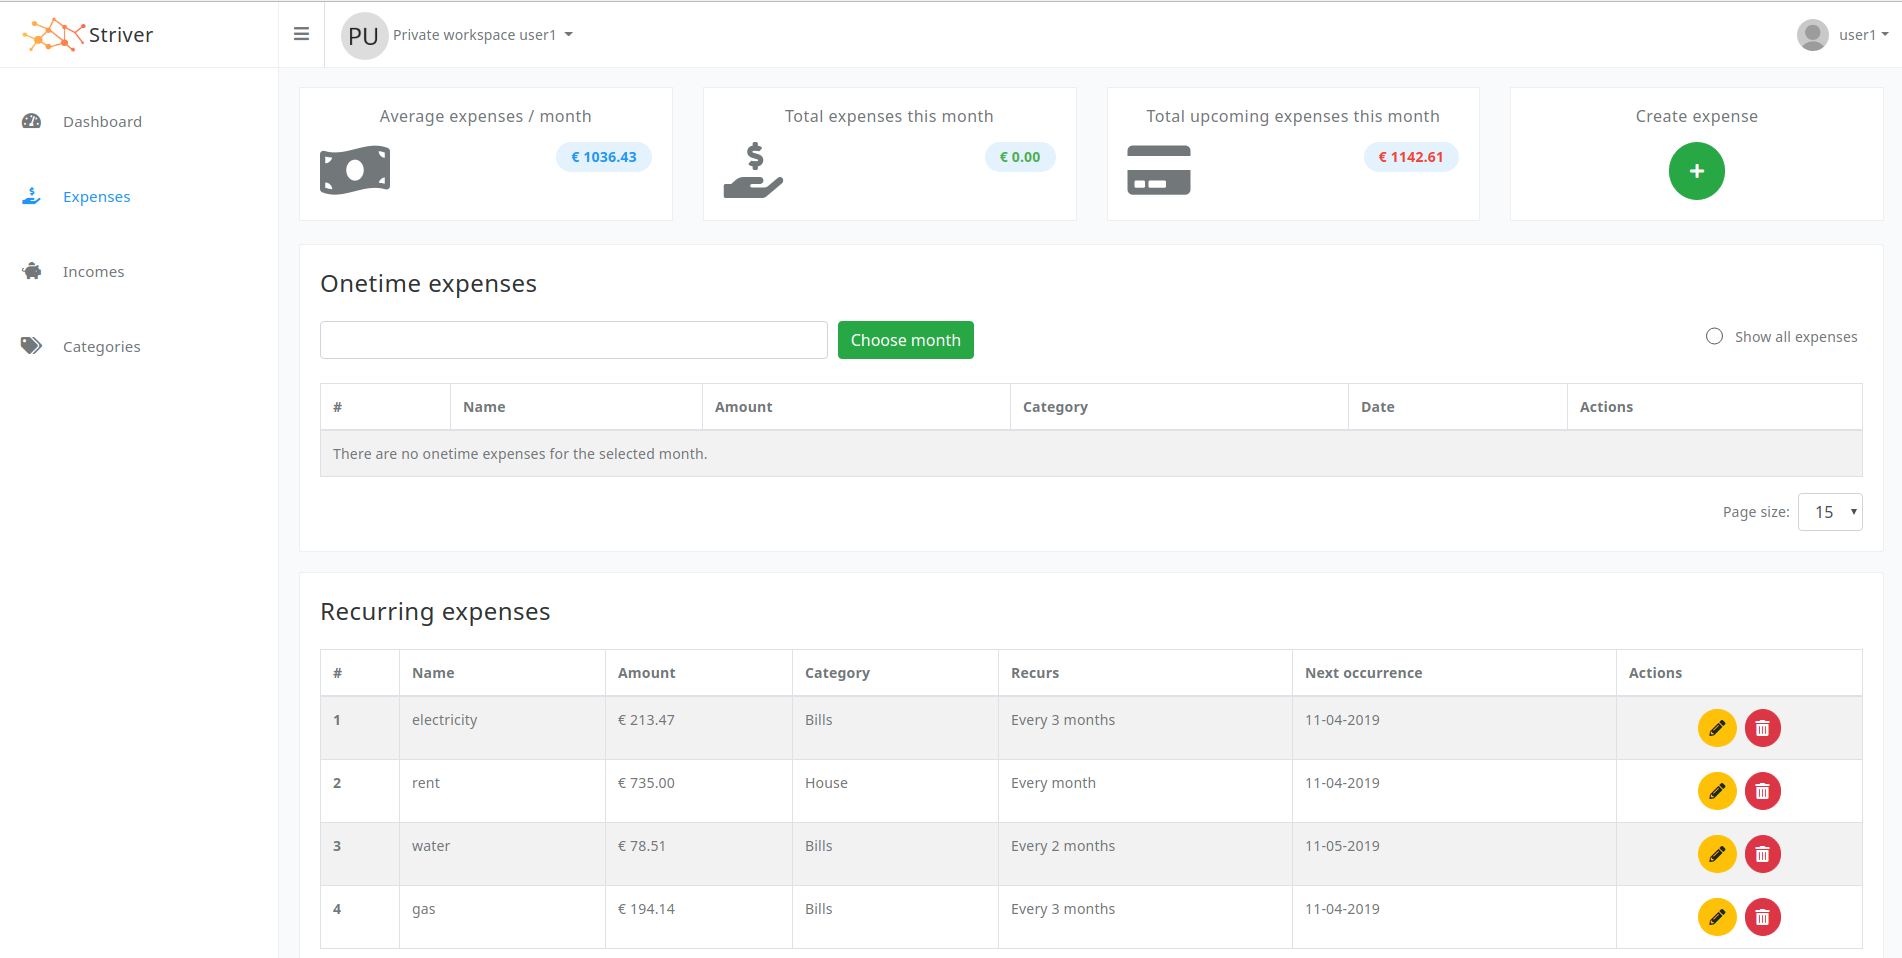 Striver
PU Private workspace user1
user1
Dashboard
Expenses
Incomes
Categories
Average expenses / month
€ 1036.43
Total expenses this month
€ 0.00
Total upcoming expenses this month
€ 1142.61
Create expense
Onetime expenses
Choose month
Show all expenses
# Name Amount Category Date Actions
There are no onetime expenses for the selected month.
Page size: 15
Recurring expenses
# Name Amount Category Recurs Next occurrence Actions
1 electricity € 213.47 Bills Every 3 months 11-04-2019
2 rent € 735.00 House Every month 11-04-2019
3 water € 78.51 Bills Every 2 months 11-05-2019
4 gas € 194.14 Bills Every 3 months 11-04-2019